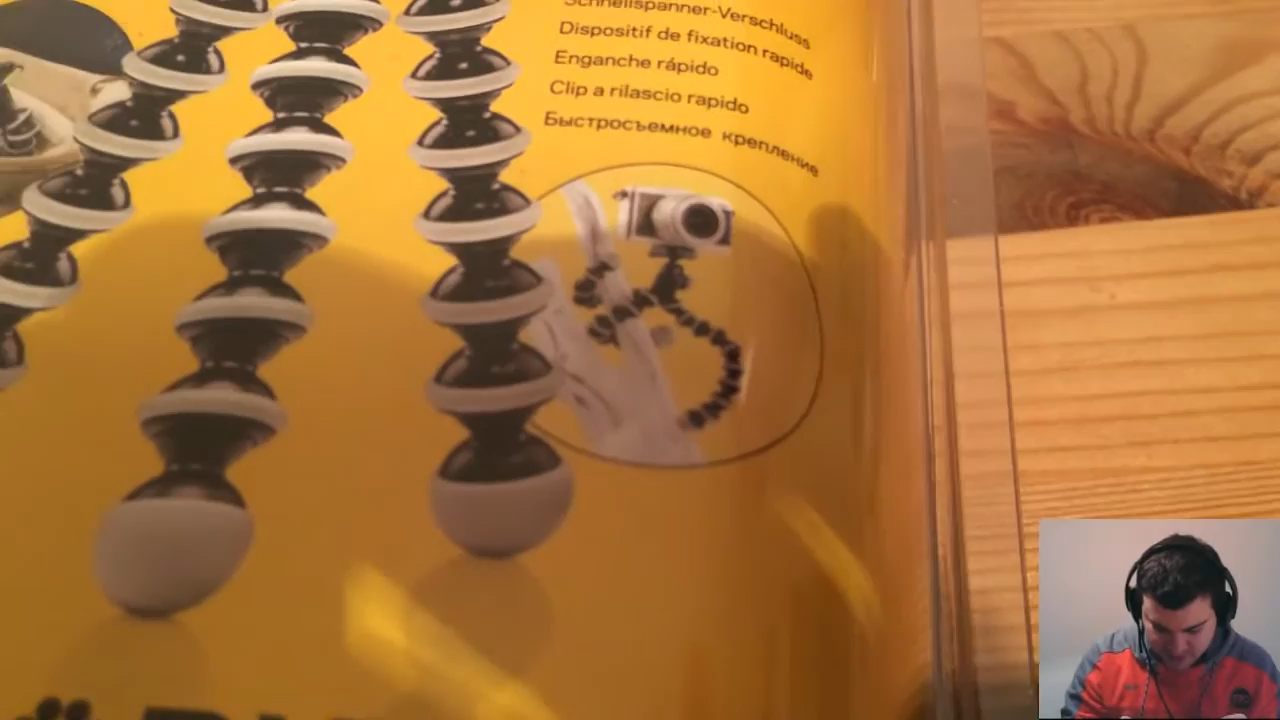 Schnellspanner-Verschluss
Dispositif de fixation rapide
Enganche rápido
Clip a rilascio rapido
Быстросъемное крепление